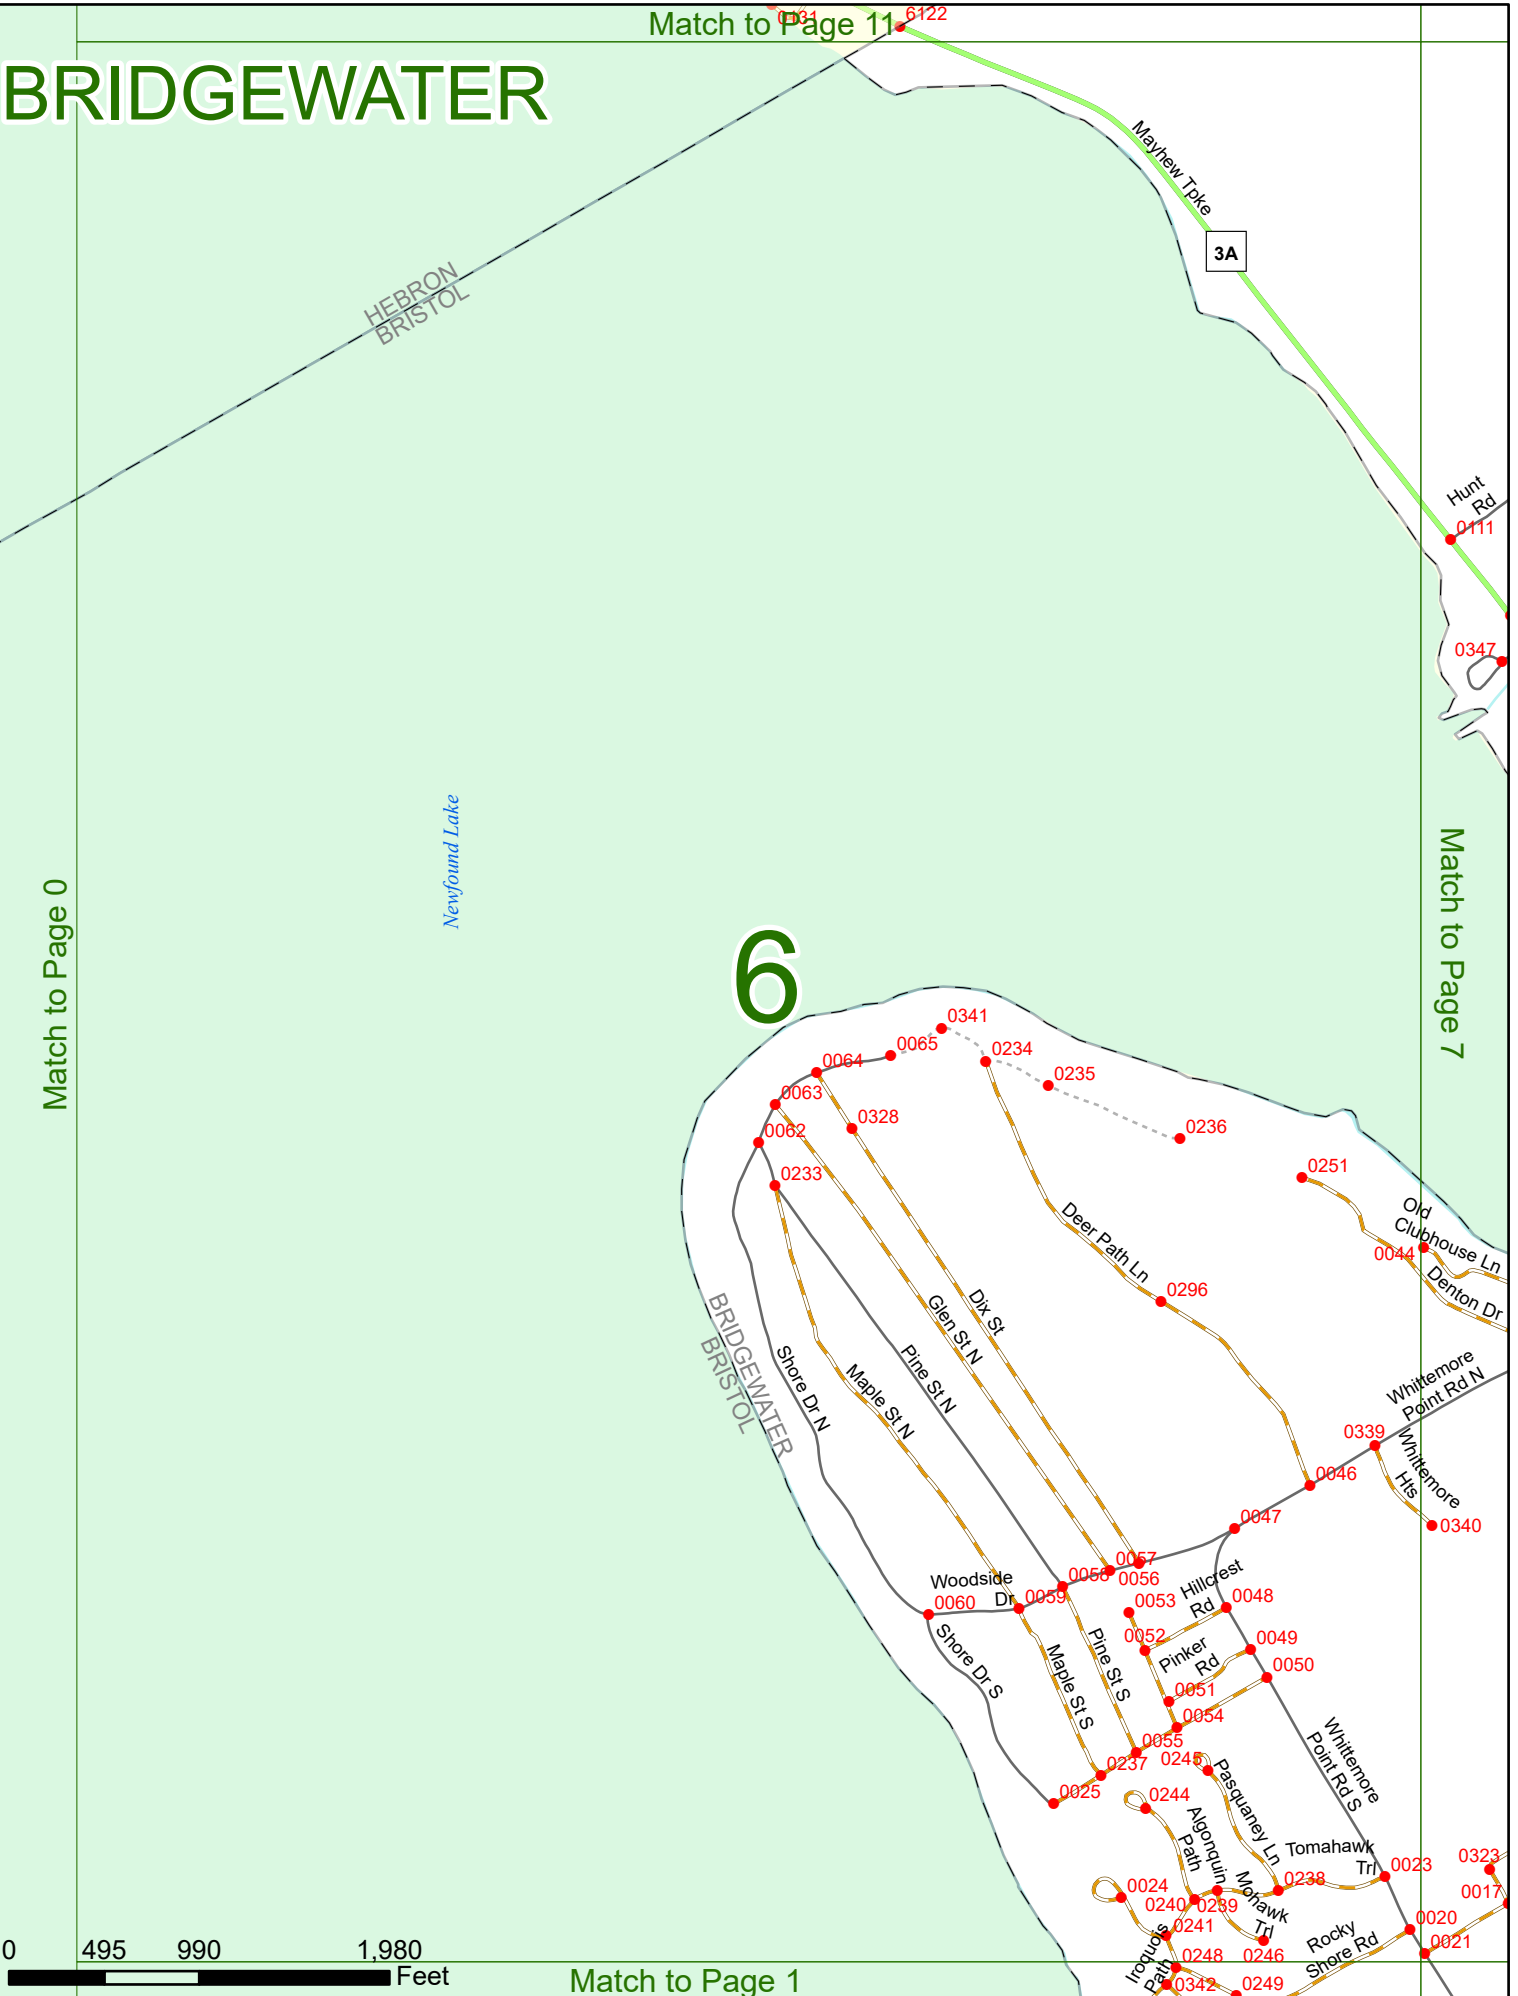 0131
Match to Page 11
6122
BRIDGEWATER
Mayhew Tpke
3A
HEBRON
BRISTOL
Hunt
Rd
0111
0347
Newfound Lake
Match to Page 0
Match to Page 7
6
0341
0065
0234
0064
0235
0063
0328
0062
0236
0233
0251
Old
Clubhouse Ln
0044
Deer Path Ln
Denton Dr
0296
Dix St
Glen St N
Pine St N
BRIDGEWATER
BRISTOL
Shore Dr N
Maple St N
Whittemore
Point Rd N
0339
Whittemore
Hts
0046
0340
0047
0057
0056
0058
Woodside
Dr
0059
0060
0053
Hillcrest
Rd
0048
0052
0049
Pinker
Rd
0050
Shore Dr S
Maple St S
Pine St S
0051
0054
0055
0245
0237
0025
0244
Pasquaney Ln
Whittemore
Point Rd S
Algonquin
Path
Tomahawk
Trl
0023
0323
0024
0238
0017
0240
0239
Mohawk
Trl
0241
0020
0246
Rocky
Shore Rd
0021
Iroquois
Path
0248
0342
0249
0
495
990
1,980
Feet
Match to Page 1